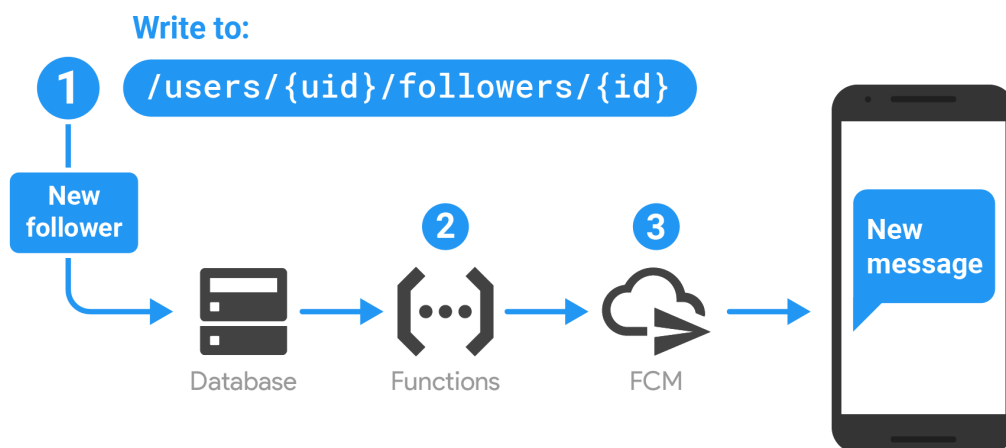 Write to:
1
/users/{uid}/followers/{id}
New
follower
2
3
New
message
Database
Functions
FCM